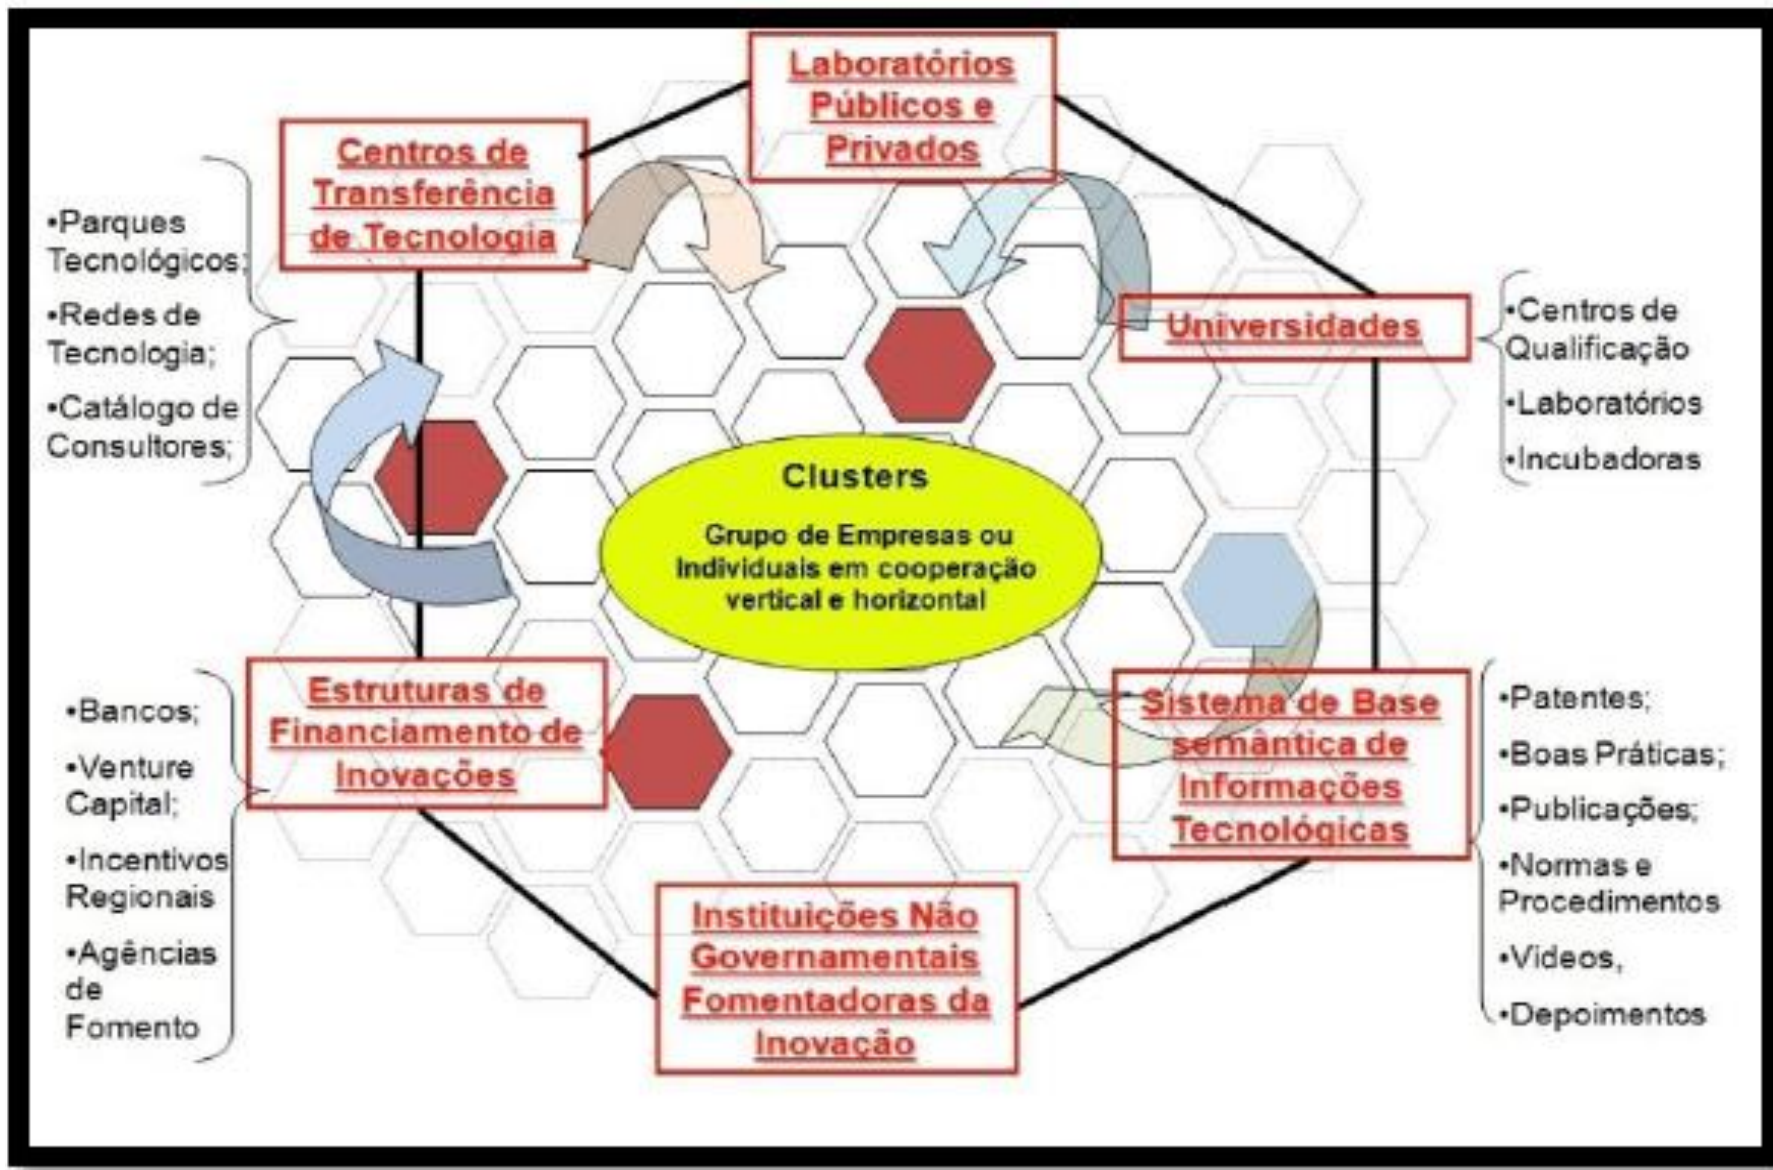 Laboratórios
Públicos e
Privados
Centros de
Transferência
de Tecnologia
•Parques
Tecnológicos;
•Redes de
Tecnologia;
•Catálogo de
Consultores;
Universidades
•Centros de
Qualificação
•Laboratórios
•Incubadoras
Clusters
Grupo de Empresas ou
Individuais em cooperação
vertical e horizontal
Estruturas de
Financiamento de
Inovações
•Bancos;
•Venture
Capital;
•Incentivos
Regionais
•Agências
de
Fomento
Sistema de Base
semântica de
Informações
Tecnológicas
•Patentes;
•Boas Práticas;
•Publicações;
•Normas e
Procedimentos
•Videos,
•Depoimentos
Instituições Não
Governamentais
Fomentadoras da
Inovação